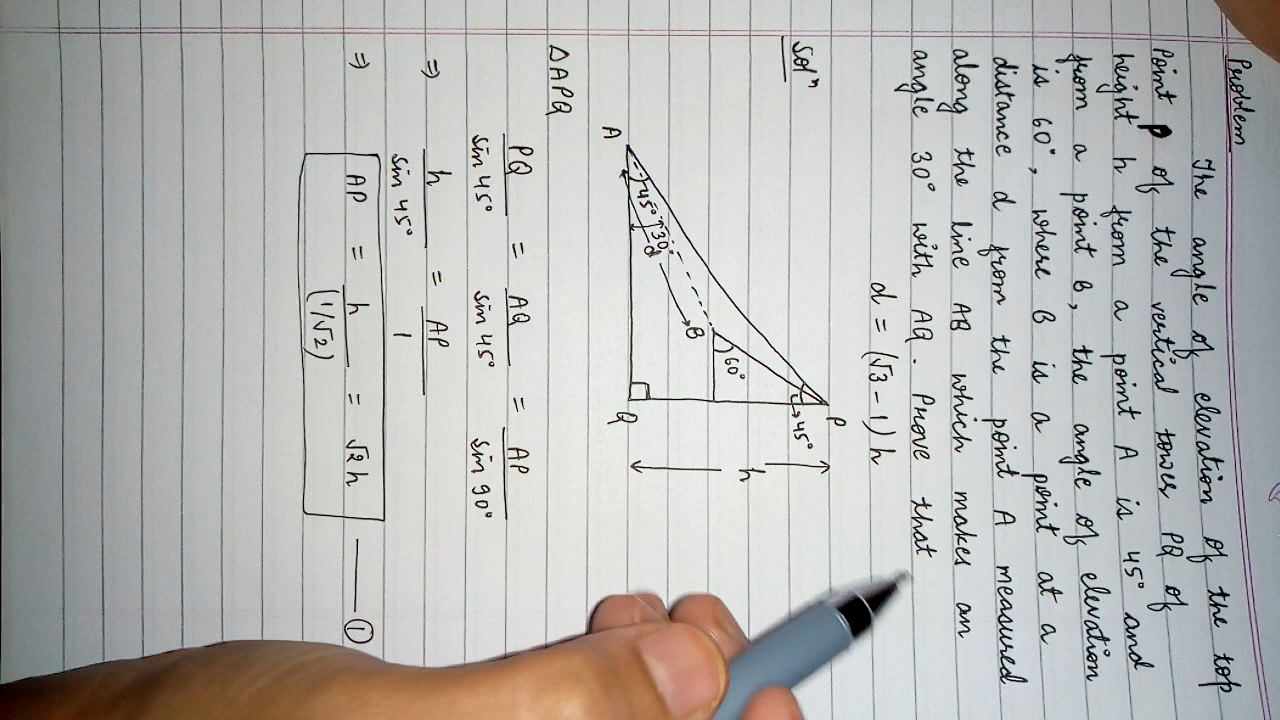 Problem
The angle of elevation of the top
Point P of the vertical tower PQ of
height h from a point A is 45° and
from a point B, the angle of elevation
is 60°, where B is a point at a
distance d from the point A measured
along the line AB which makes an
angle 30° with AQ. Prove that
d = (√3 - 1) h
Solⁿ
P
45°
60°
B
h
30°
45°
d
A
Q
ΔAPQ
PQ / sin 45° = AQ / sin 45° = AP / sin 90°
⇒ h / sin 45° = AP / 1
⇒ AP = h / (1/√2) = √2 h —— ①